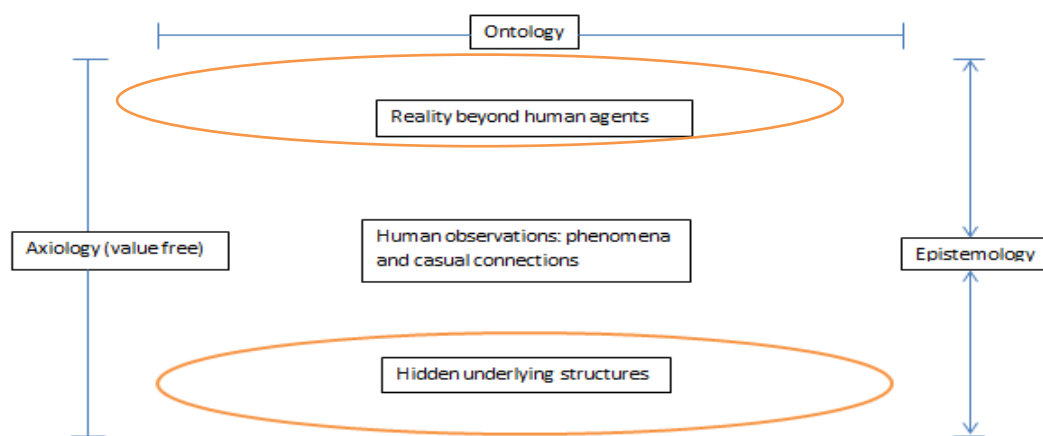 Ontology
Reality beyond human agents
Axiology (value free)
Human observations: phenomena
and casual connections
Epistemology
Hidden underlying structures